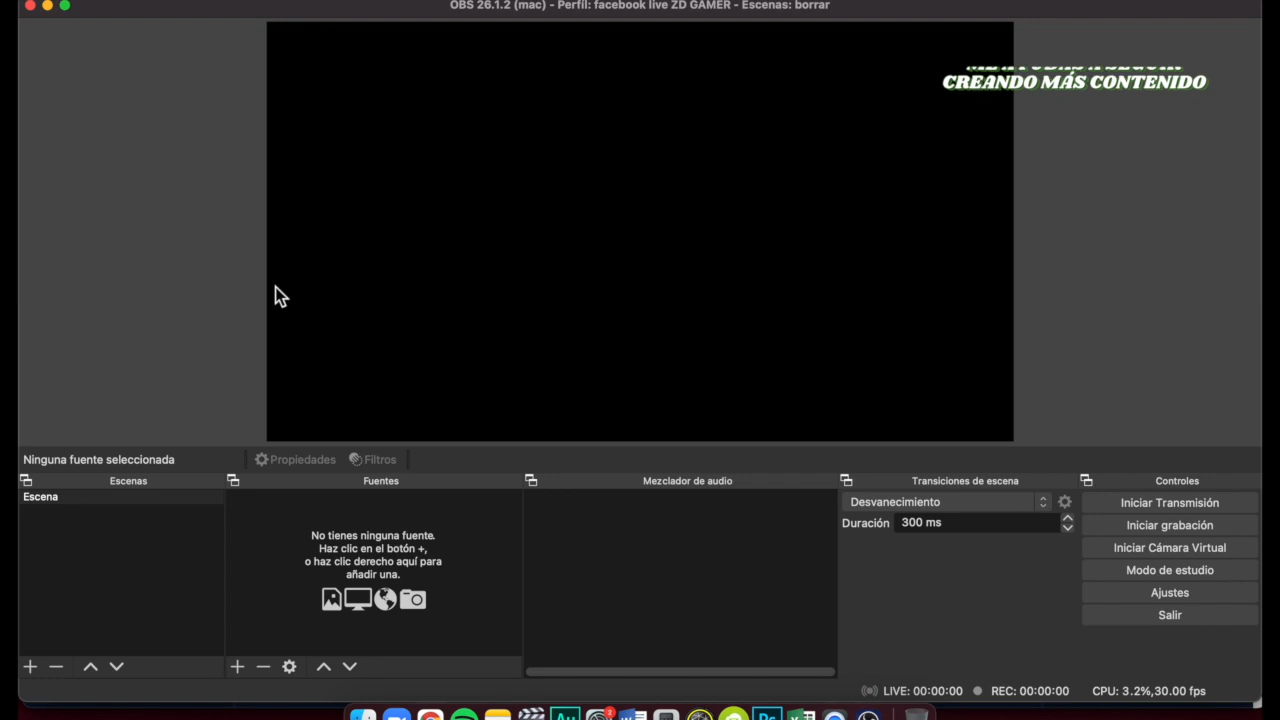 OBS 26.1.2 (mac) - Perfil: facebook live ZD GAMER - Escenas: borrar
CREANDO MÁS CONTENIDO
Ninguna fuente seleccionada
Propiedades
Filtros
Escenas
Fuentes
Mezclador de audio
Transiciones de escena
Controles
Escena
No tienes ninguna fuente.
Haz clic en el botón +,
o haz clic derecho aquí para
añadir una.
Desvanecimiento
Duración 300 ms
Iniciar Transmisión
Iniciar grabación
Iniciar Cámara Virtual
Modo de estudio
Ajustes
Salir
LIVE: 00:00:00
REC: 00:00:00
CPU: 3.2%,30.00 fps
2
Au
W
Ps
X